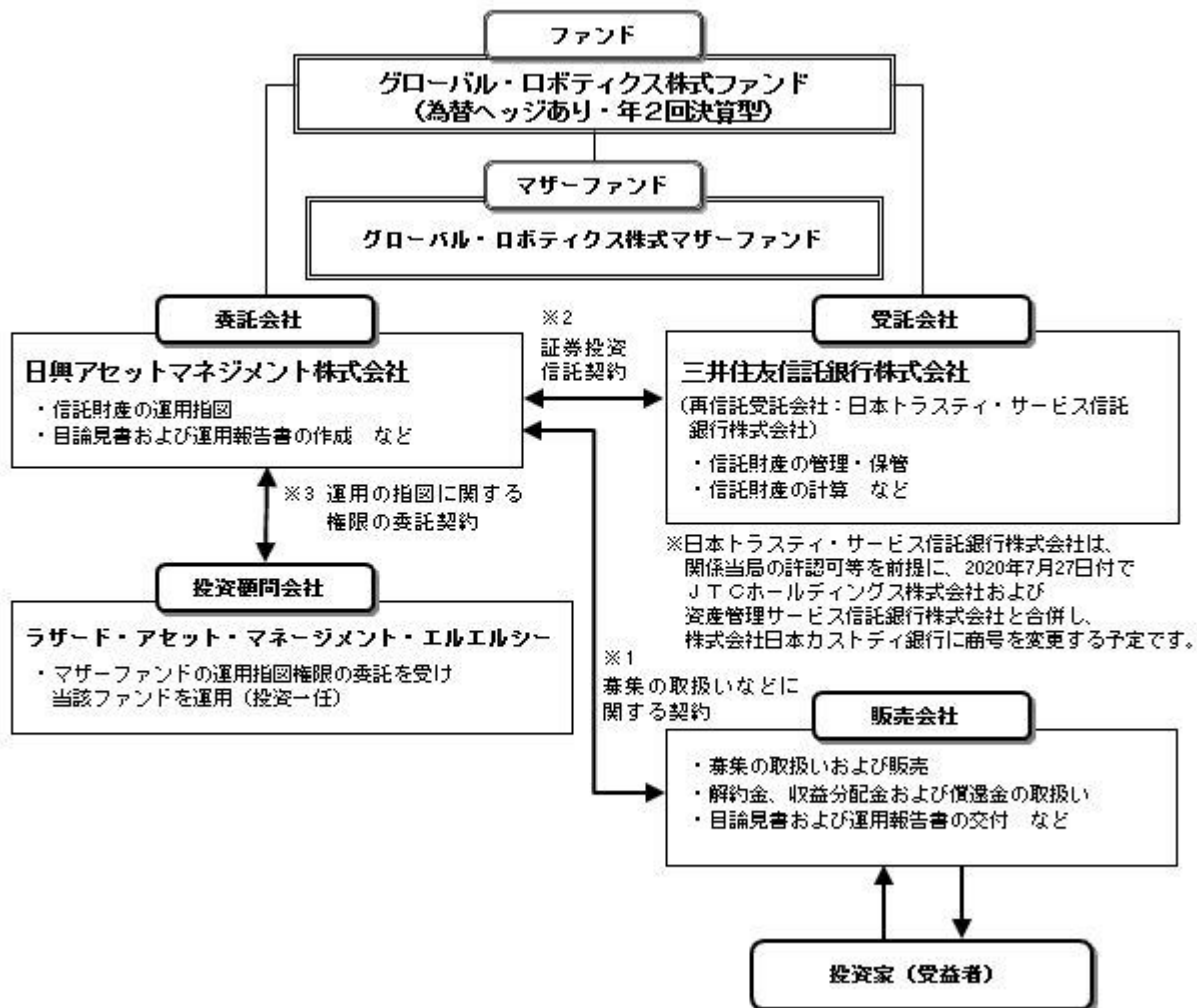 ファンド
グローバル・ロボティクス株式ファンド
(為替ヘッジあり・年２回決算型)
マザーファンド
グローバル・ロボティクス株式マザーファンド
委託会社
日興アセットマネジメント株式会社
・信託財産の運用指図
・目論見書および運用報告書の作成　など
※2
証券投資
信託契約
受託会社
三井住友信託銀行株式会社
（再信託受託会社：日本トラスティ・サービス信託
銀行株式会社）
・信託財産の管理・保管
・信託財産の計算　など
※日本トラスティ・サービス信託銀行株式会社は、
関係当局の許認可等を前提に、2020年7月27日付で
ＪＴＣホールディングス株式会社および
資産管理サービス信託銀行株式会社と合併し、
株式会社日本カストディ銀行に商号を変更する予定です。
※3 運用の指図に関する
権限の委託契約
投資顧問会社
ラザード・アセット・マネージメント・エルエルシー
・マザーファンドの運用指図権限の委託を受け
当該ファンドを運用（投資一任）
※1
募集の取扱いなどに
関する契約
販売会社
・募集の取扱いおよび販売
・解約金、収益分配金および償還金の取扱い
・目論見書および運用報告書の交付　など
投資家（受益者）